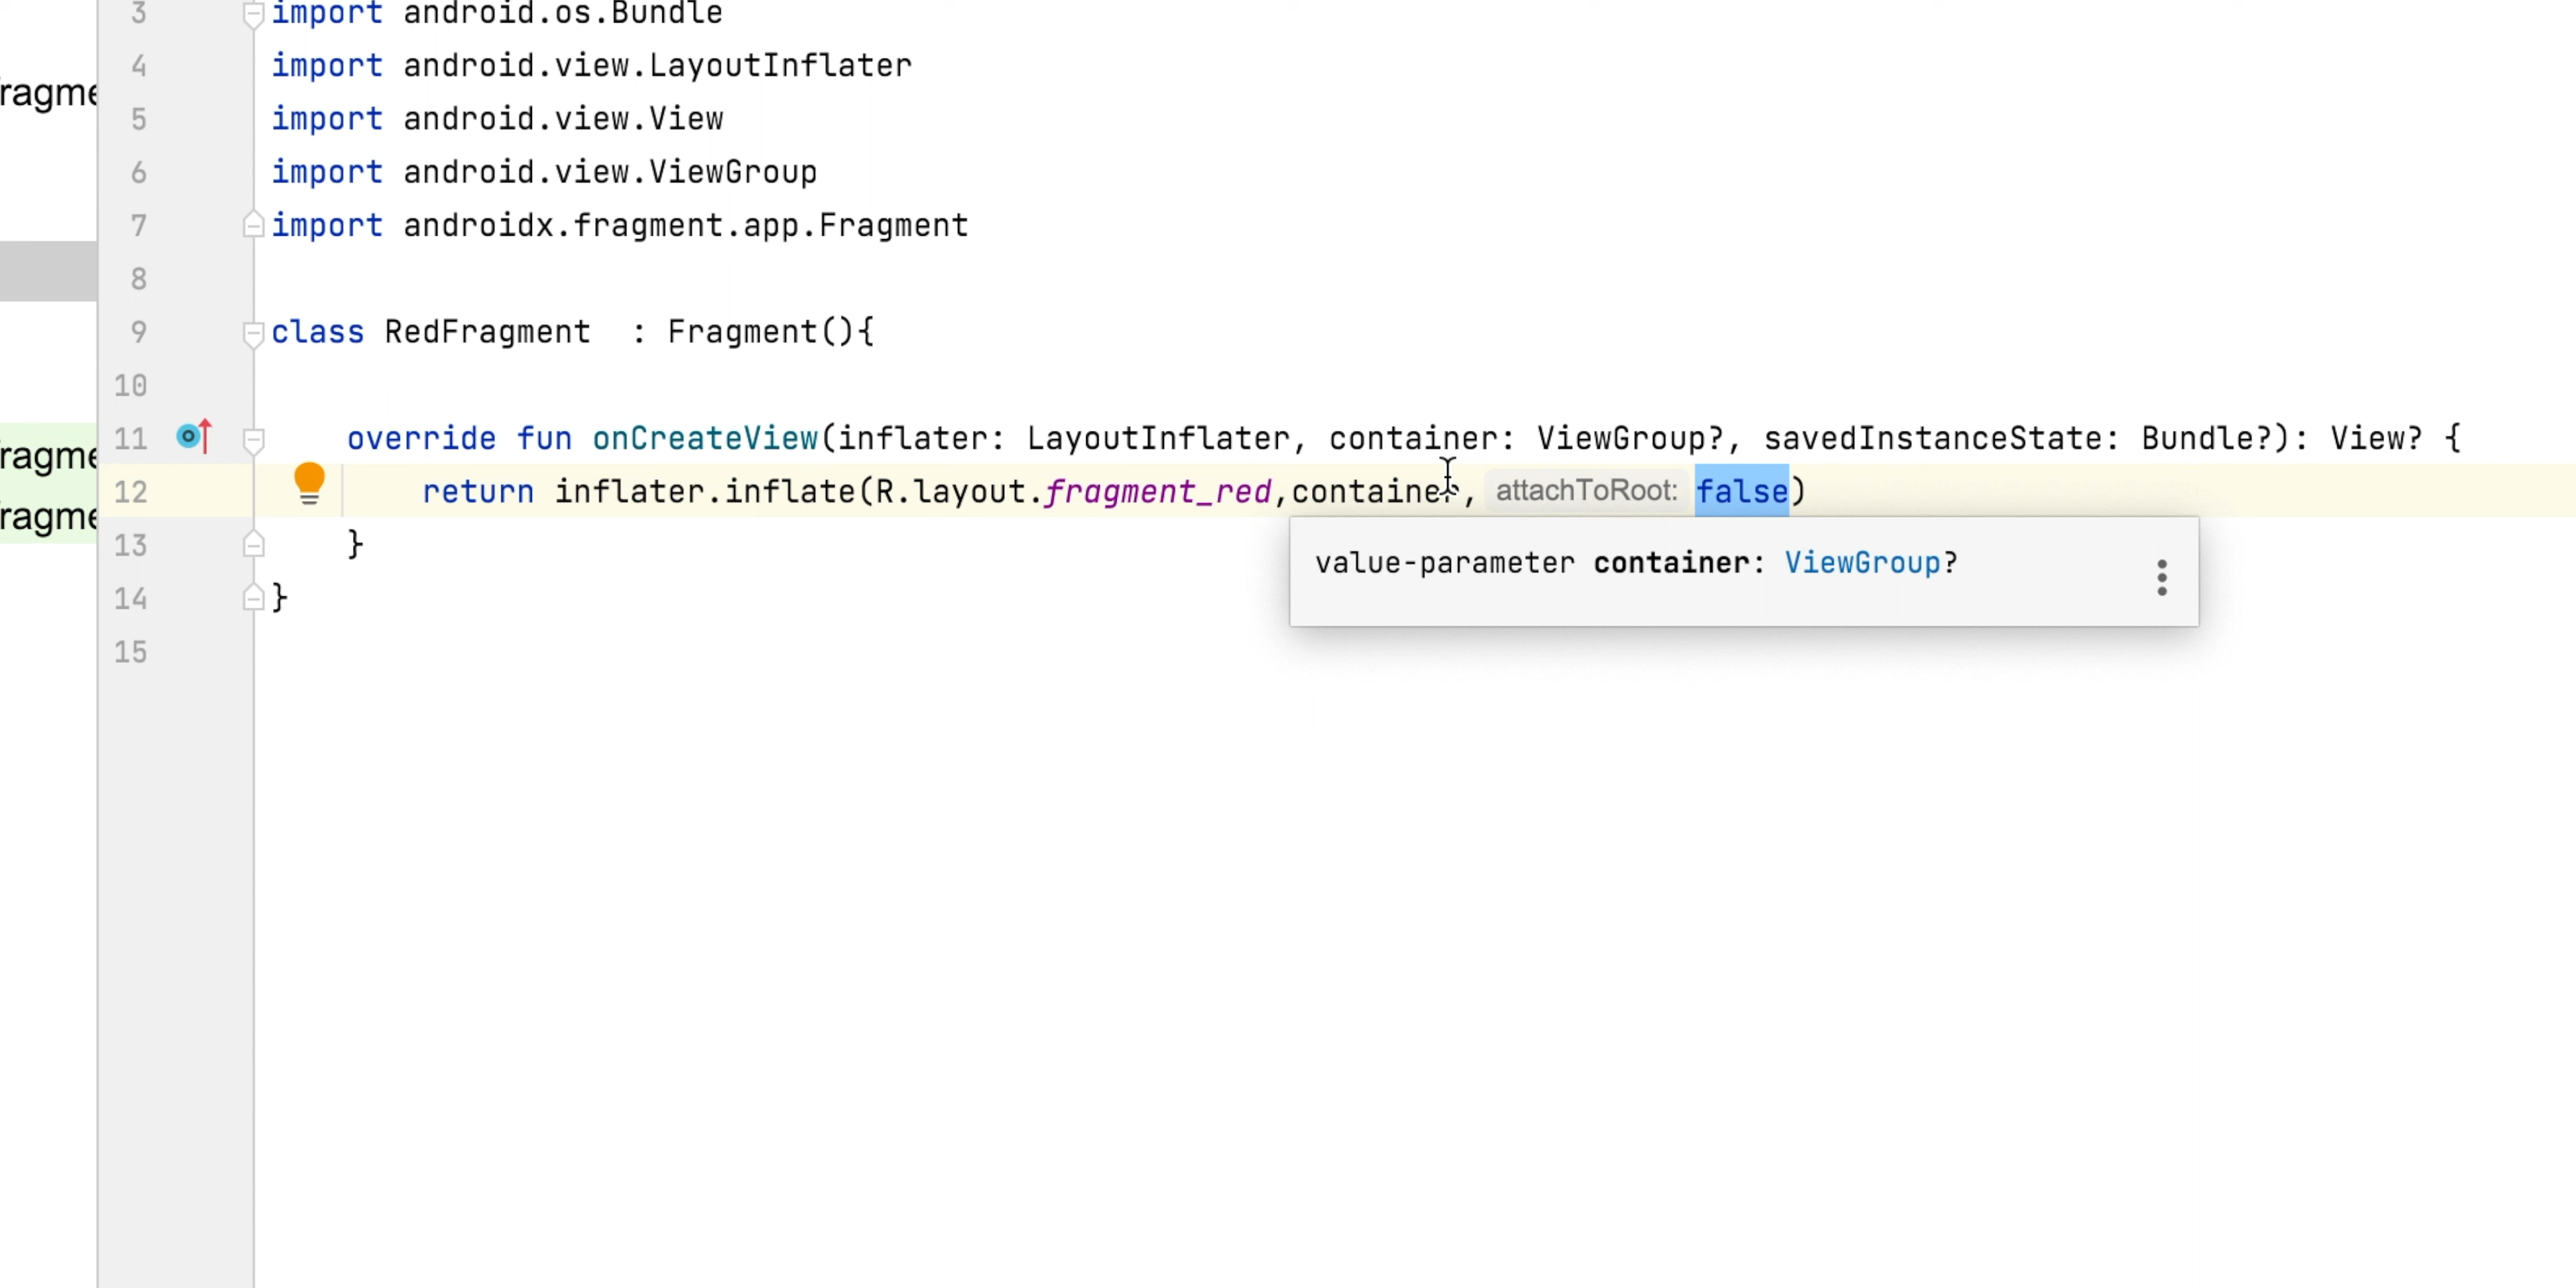 3 import android.os.Bundle
4 import android.view.LayoutInflater
5 import android.view.View
6 import android.view.ViewGroup
7 import androidx.fragment.app.Fragment
8
9 class RedFragment  : Fragment(){
10
11 override fun onCreateView(inflater: LayoutInflater, container: ViewGroup?, savedInstanceState: Bundle?): View? {
12 return inflater.inflate(R.layout.fragment_red,container, attachToRoot: false)
value-parameter container: ViewGroup?
13 }
14 }
15
ragme
ragme
ragme